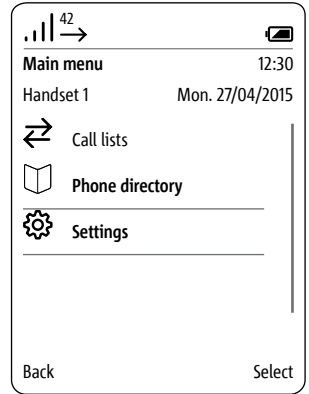 42
Main menu 12:30
Handset 1 Mon. 27/04/2015
Call lists
Phone directory
Settings
Back Select